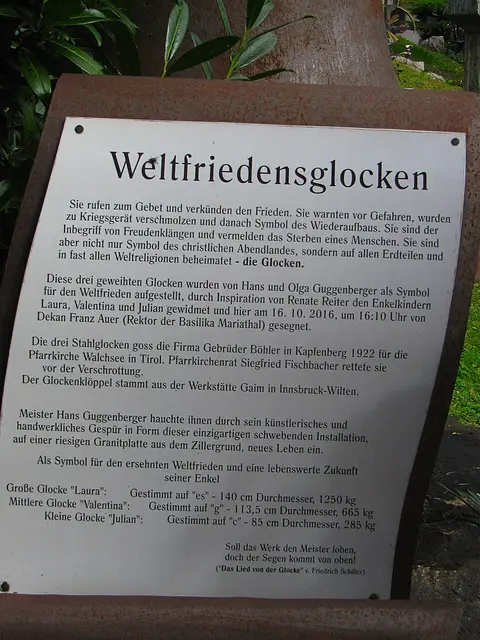 Weltfriedensglocken
Sie rufen zum Gebet und verkünden den Frieden. Sie warnten vor Gefahren, wurden
zu Kriegsgerät verschmolzen und danach Symbol des Wiederaufbaus. Sie sind der
Inbegriff von Freudenklängen und vermelden das Sterben eines Menschen. Sie sind
aber nicht nur Symbol des christlichen Abendlandes, sondern auf allen Erdteilen und
in fast allen Weltreligionen beheimatet - die Glocken.
Diese drei geweihten Glocken wurden von Hans und Olga Guggenberger als Symbol
für den Weltfrieden aufgestellt, durch Inspiration von Renate Reiter den Enkelkindern
Laura, Valentina und Julian gewidmet und hier am 16. 10. 2016, um 16:10 Uhr von
Dekan Franz Auer (Rektor der Basilika Mariathal) gesegnet.
Die drei Stahlglocken goss die Firma Gebrüder Böhler in Kapfenberg 1922 für die
Pfarrkirche Walchsee in Tirol. Pfarrkirchenrat Siegfried Fischbacher rettete sie
vor der Verschrottung.
Der Glockenklöppel stammt aus der Werkstätte Gaim in Innsbruck-Wilten.
Meister Hans Guggenberger hauchte ihnen durch sein künstlerisches und
handwerkliches Gespür in Form dieser einzigartigen schwebenden Installation,
auf einer riesigen Granitplatte aus dem Zillergrund, neues Leben ein.
Als Symbol für den ersehnten Weltfrieden und eine lebenswerte Zukunft
seiner Enkel
Große Glocke "Laura": Gestimmt auf "es" - 140 cm Durchmesser, 1250 kg
Mittlere Glocke "Valentina": Gestimmt auf "g" - 113,5 cm Durchmesser, 665 kg
Kleine Glocke "Julian": Gestimmt auf "c" - 85 cm Durchmesser, 285 kg
Soll das Werk den Meister loben,
doch der Segen kommt von oben!
("Das Lied von der Glocke" v. Friedrich Schiller)